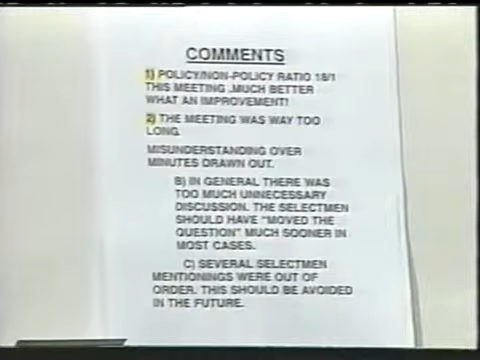 COMMENTS
1) POLICY/NON-POLICY RATIO 18/1
THIS MEETING .MUCH BETTER
WHAT AN IMPROVEMENT!
2) THE MEETING WAS WAY TOO
LONG.
MISUNDERSTANDING OVER
MINUTES DRAWN OUT.
B) IN GENERAL THERE WAS
TOO MUCH UNNECESSARY
DISCUSSION. THE SELECTMEN
SHOULD HAVE "MOVED THE
QUESTION" MUCH SOONER IN
MOST CASES.
C) SEVERAL SELECTMEN
MENTIONINGS WERE OUT OF
ORDER. THIS SHOULD BE AVOIDED
IN THE FUTURE.